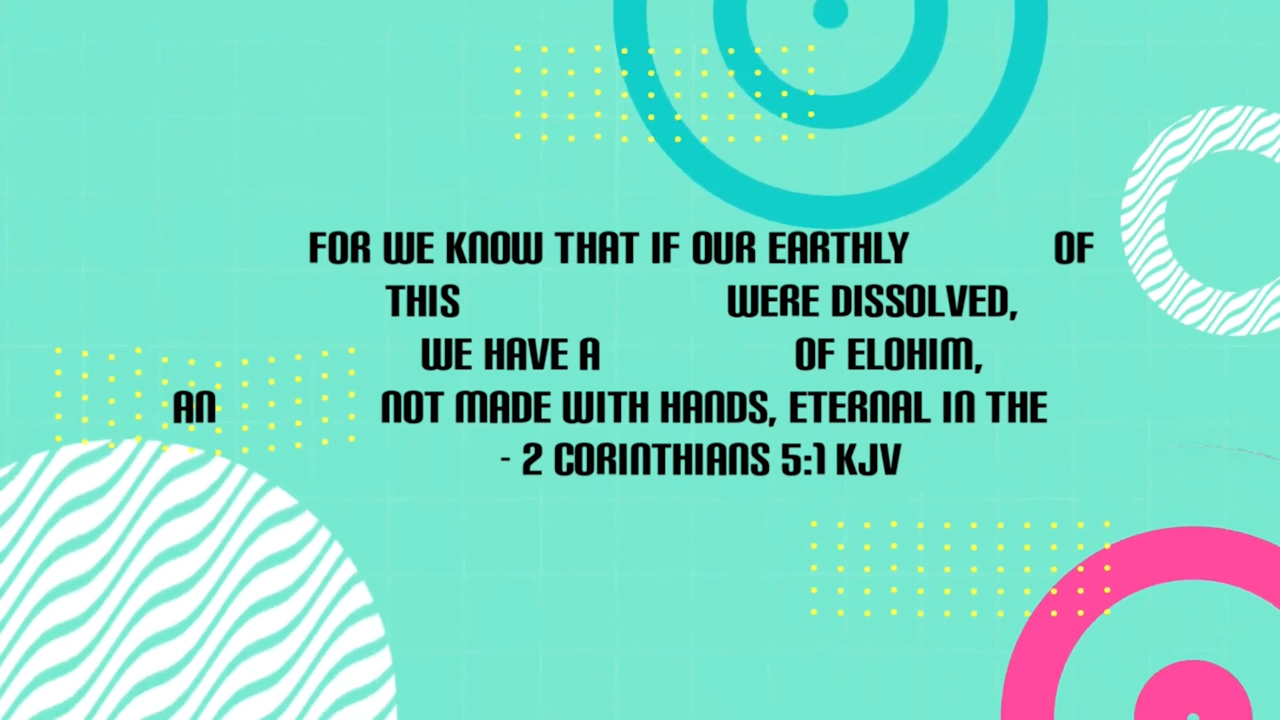 FOR WE KNOW THAT IF OUR EARTHLY OF
THIS WERE DISSOLVED,
WE HAVE A OF ELOHIM,
AN NOT MADE WITH HANDS, ETERNAL IN THE
- 2 CORINTHIANS 5:1 KJV